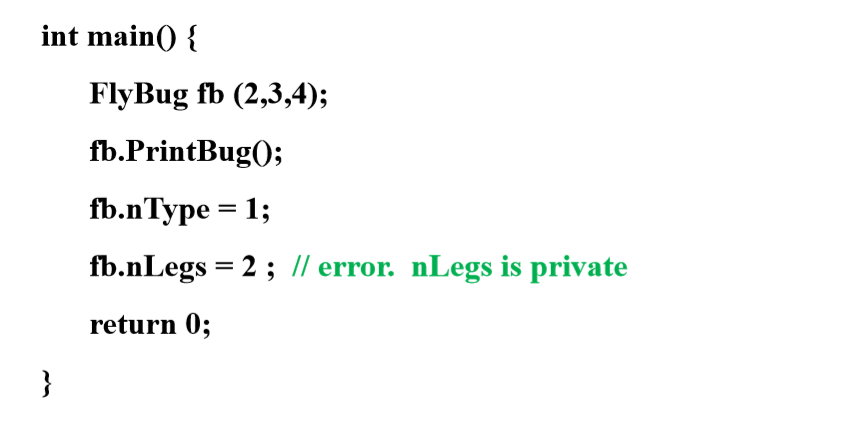 int main() {
FlyBug fb (2,3,4);
fb.PrintBug();
fb.nType = 1;
fb.nLegs = 2 ; // error. nLegs is private
return 0;
}